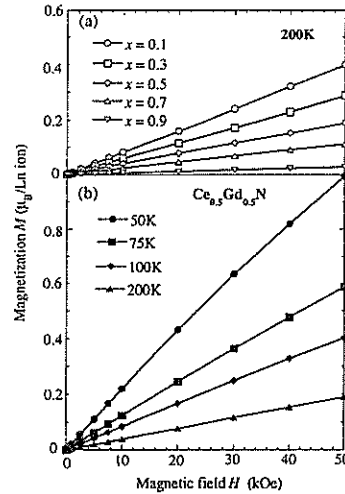 0.6
(a)
200K
x = 0.1
x = 0.3
x = 0.5
x = 0.7
x = 0.9
0.4
0.2
0
(b)
Ce0.5Gd0.5N
50K
75K
100K
200K
0.8
0.6
0.4
0.2
0
0 10 20 30 40 50
Magnetization M (μB/Ln ion)
Magnetic field H (kOe)